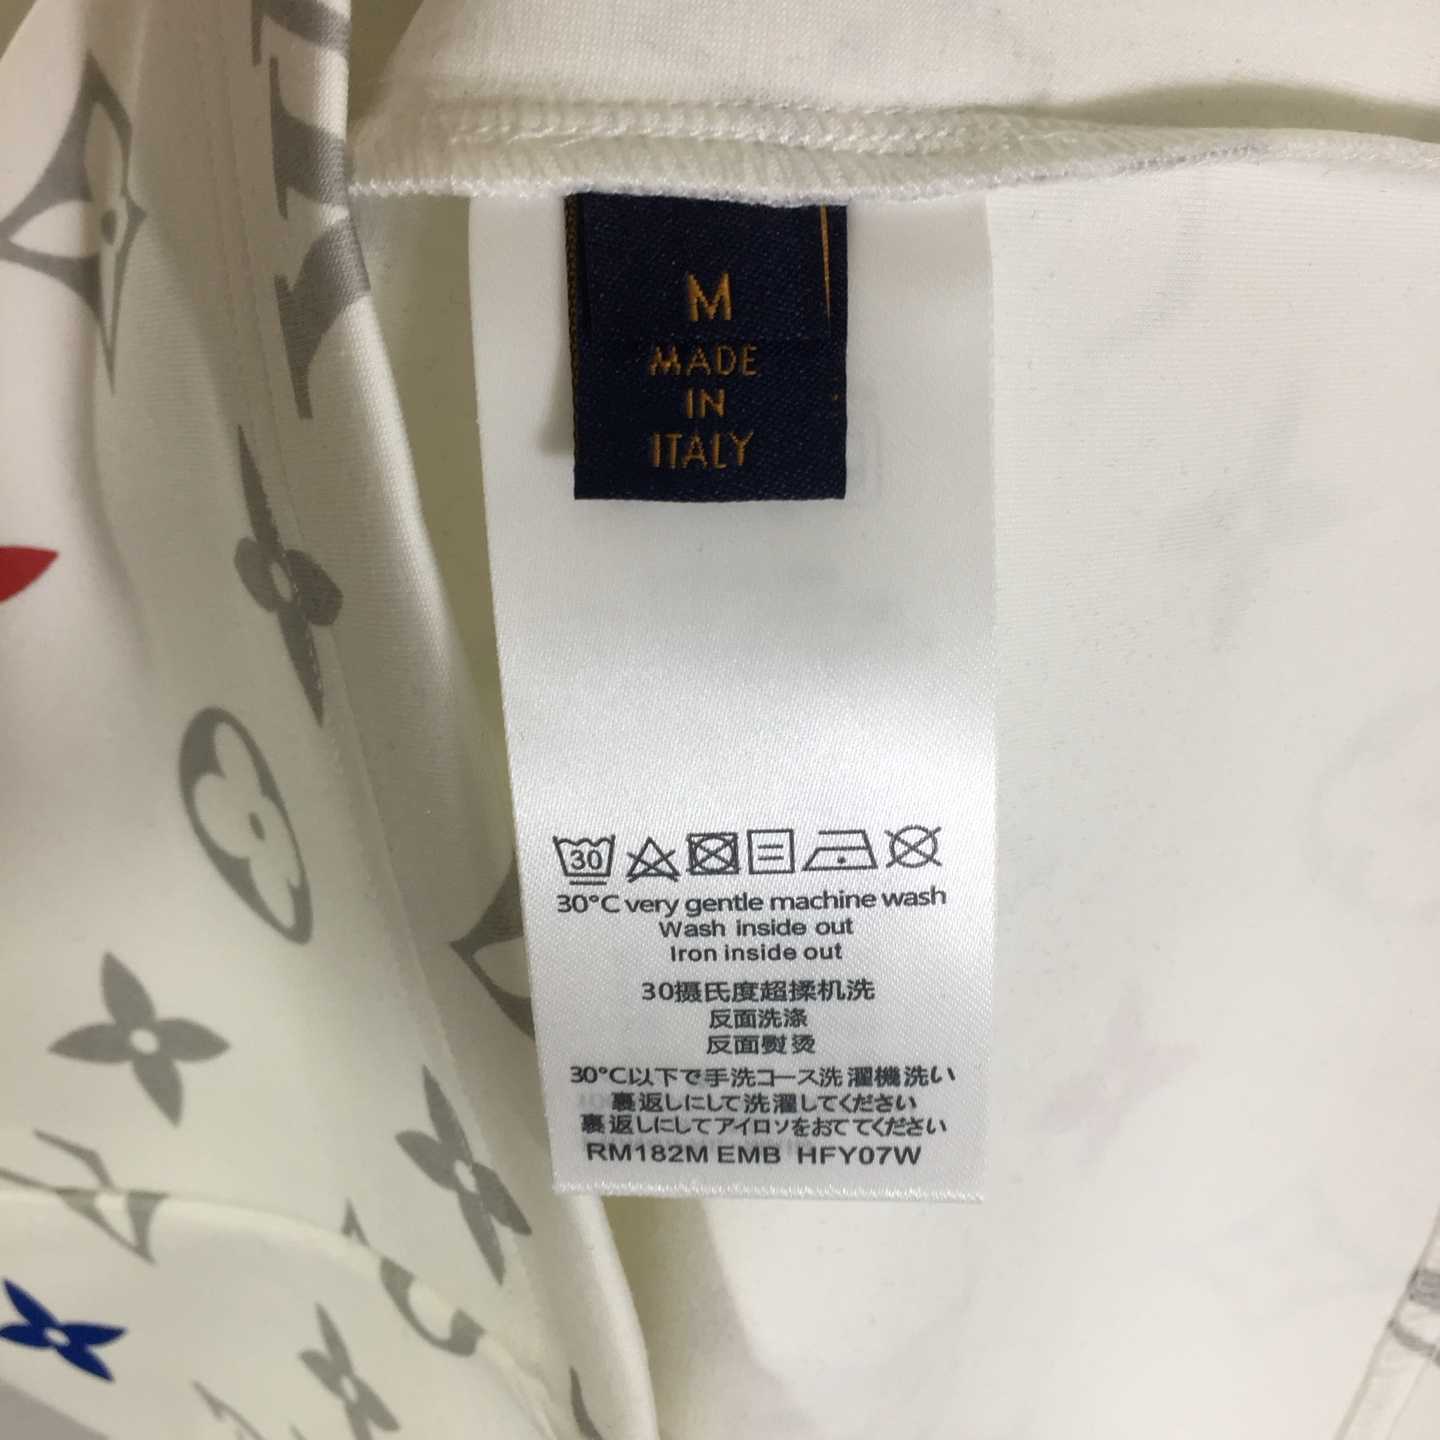 M
MADE
IN
ITALY
30
30°C very gentle machine wash
Wash inside out
Iron inside out
30摄氏度超揉机洗
反面洗涤
反面熨烫
30°C以下で手洗コース洗濯機洗い
裏返しにして洗濯してください
裏返しにしてアイロソをおててください
RM182M EMB HFY07W